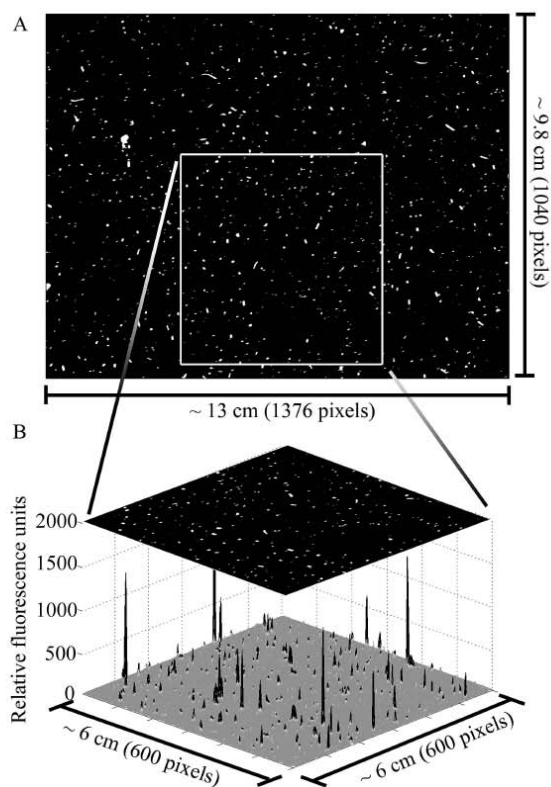 A
~ 9.8 cm (1040 pixels)
~ 13 cm (1376 pixels)
B
Relative fluorescence units
2000
1500
1000
500
0
~ 6 cm (600 pixels)
~ 6 cm (600 pixels)